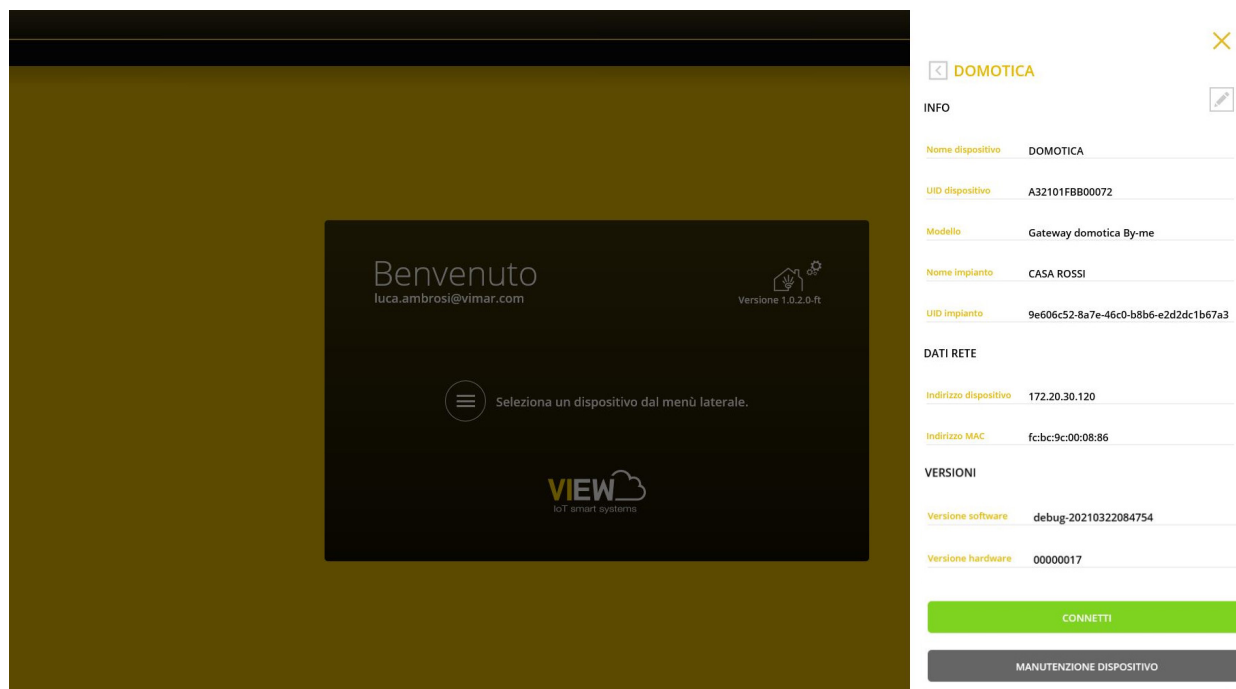 DOMOTICA
INFO
Nome dispositivo DOMOTICA
UID dispositivo A32101FBB00072
Modello Gateway domotica By-me
Nome impianto CASA ROSSI
UID impianto 9e606c52-8a7e-46c0-b8b6-e2d2dc1b67a3
DATI RETE
Indirizzo dispositivo 172.20.30.120
Indirizzo MAC fc:bc:9c:00:08:86
VERSIONI
Versione software debug-20210322084754
Versione hardware 00000017
CONNETTI
MANUTENZIONE DISPOSITIVO
Benvenuto
luca.ambrosi@vimar.com
Versione 1.0.2.0-ft
Seleziona un dispositivo dal menù laterale.
VIEW
IoT smart systems